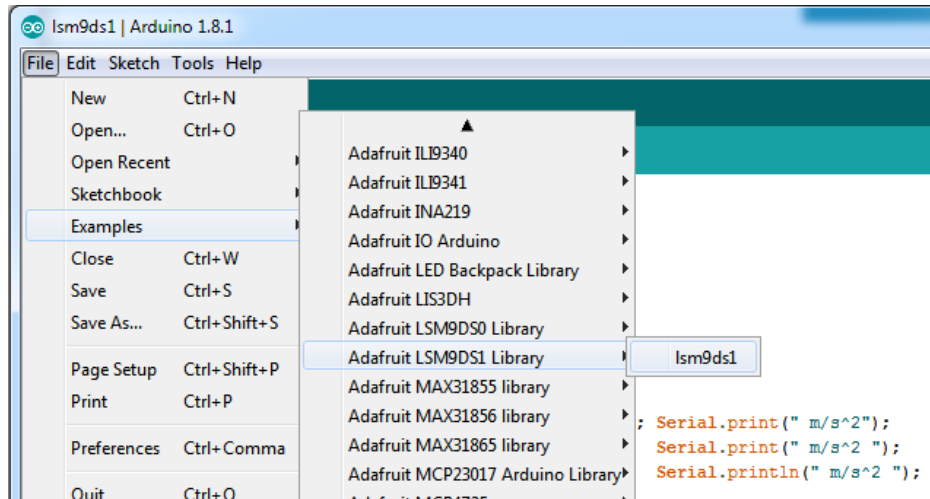 lsm9ds1 | Arduino 1.8.1
File Edit Sketch Tools Help
New Ctrl+N
Open... Ctrl+O
Open Recent
Sketchbook
Examples
Close Ctrl+W
Save Ctrl+S
Save As... Ctrl+Shift+S
Page Setup Ctrl+Shift+P
Print Ctrl+P
Preferences Ctrl+Comma
Quit Ctrl+Q
Adafruit ILI9340
Adafruit ILI9341
Adafruit INA219
Adafruit IO Arduino
Adafruit LED Backpack Library
Adafruit LIS3DH
Adafruit LSM9DS0 Library
Adafruit LSM9DS1 Library
Adafruit MAX31855 library
Adafruit MAX31856 library
Adafruit MAX31865 library
Adafruit MCP23017 Arduino Library
lsm9ds1
; Serial.print(" m/s^2");
Serial.print(" m/s^2 ");
Serial.println(" m/s^2 ");